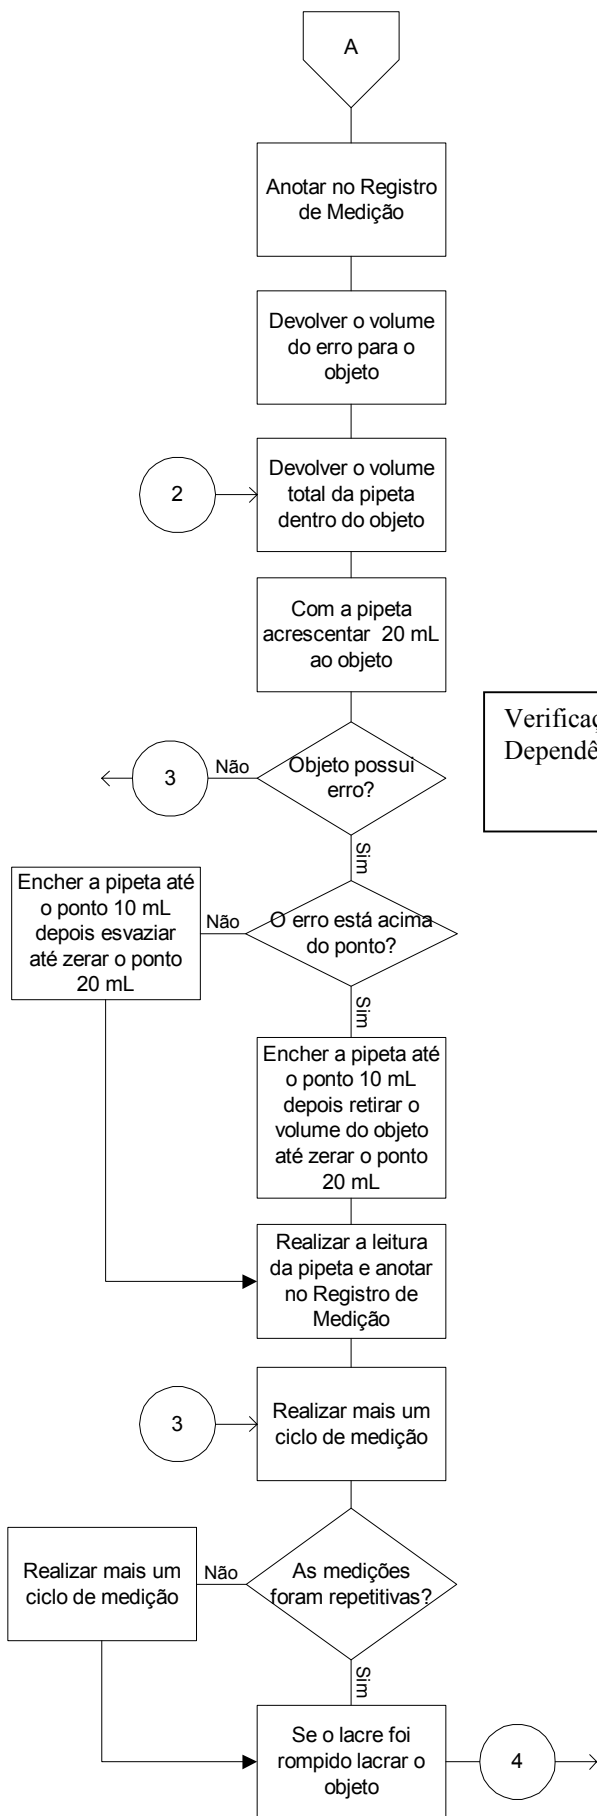 A
Anotar no Registro
de Medição
Devolver o volume
do erro para o
objeto
2
Devolver o volume
total da pipeta
dentro do objeto
Com a pipeta
acrescentar 20 mL
ao objeto
Dependê
3
Não
Objeto possui
erro?
Sim
Encher a pipeta até
o ponto 10 mL
depois esvaziar
até zerar o ponto
20 mL
Não
O erro está acima
do ponto?
Sim
Encher a pipeta até
o ponto 10 mL
depois retirar o
volume do objeto
até zerar o ponto
20 mL
Realizar a leitura
da pipeta e anotar
no Registro de
Medição
3
Realizar mais um
ciclo de medição
Realizar mais um
ciclo de medição
Não
As medições
foram repetitivas?
Sim
Se o lacre foi
rompido lacrar o
objeto
4